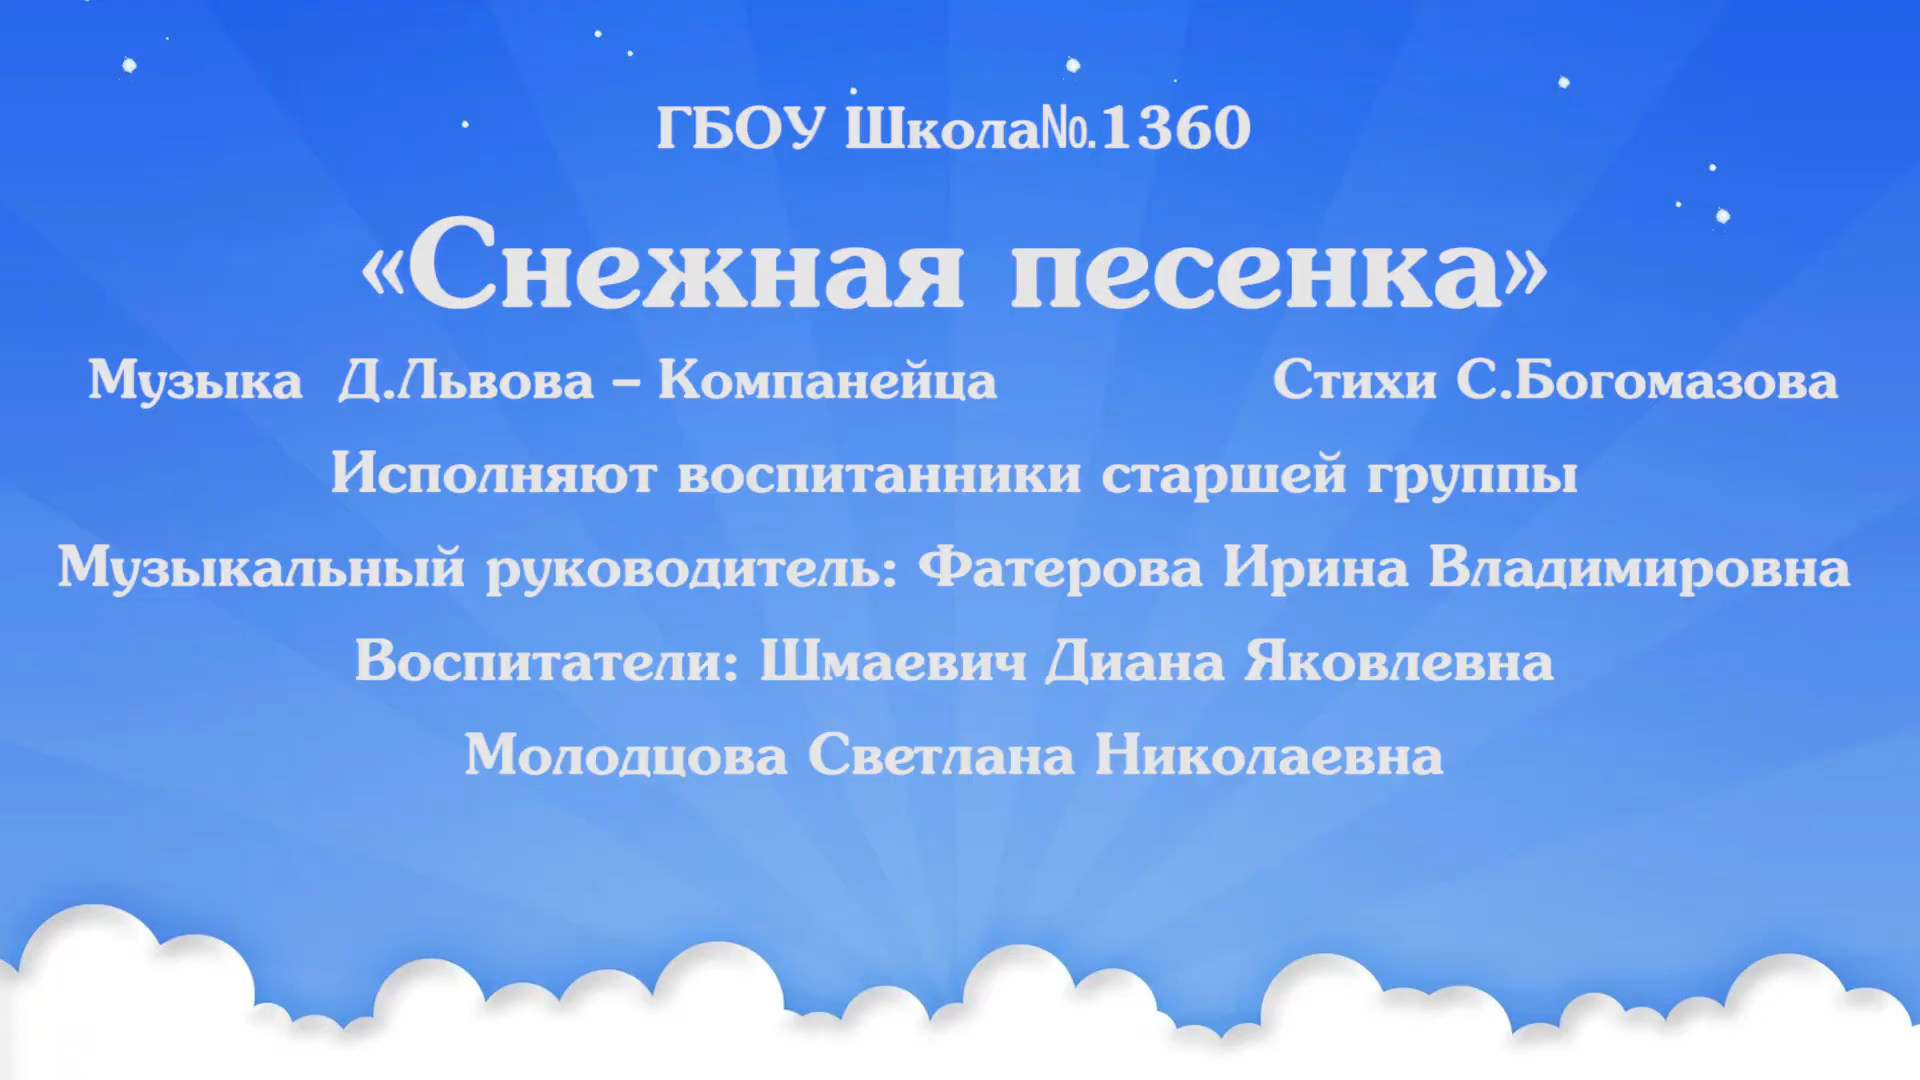 ГБОУ Школа№.1360
«Снежная песенка»
Музыка Д.Львова – Компанейца Стихи С.Богомазова
Исполняют воспитанники старшей группы
Музыкальный руководитель: Фатерова Ирина Владимировна
Воспитатели: Шмаевич Диана Яковлевна
Молодцова Светлана Николаевна